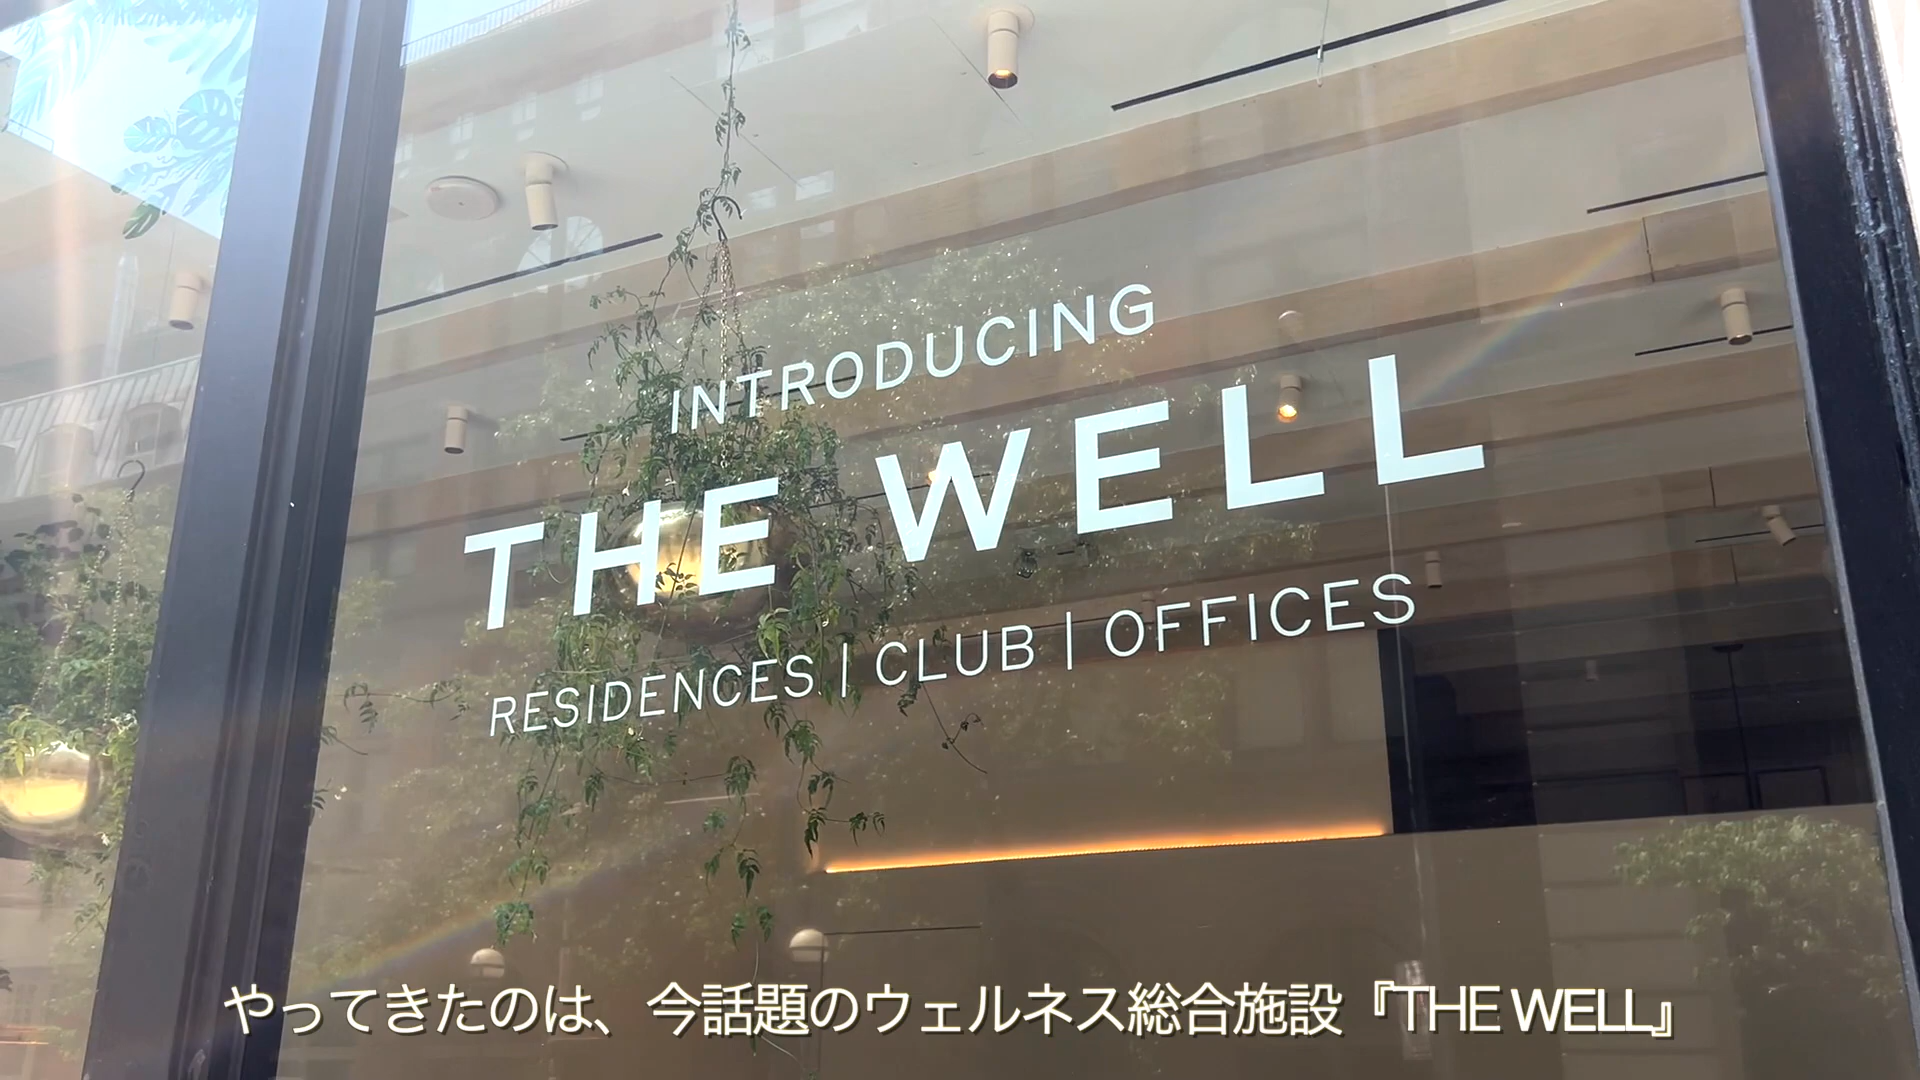 INTRODUCING
THE WELL
RESIDENCES | CLUB | OFFICES
やってきたのは、今話題のウェルネス総合施設『THE WELL』